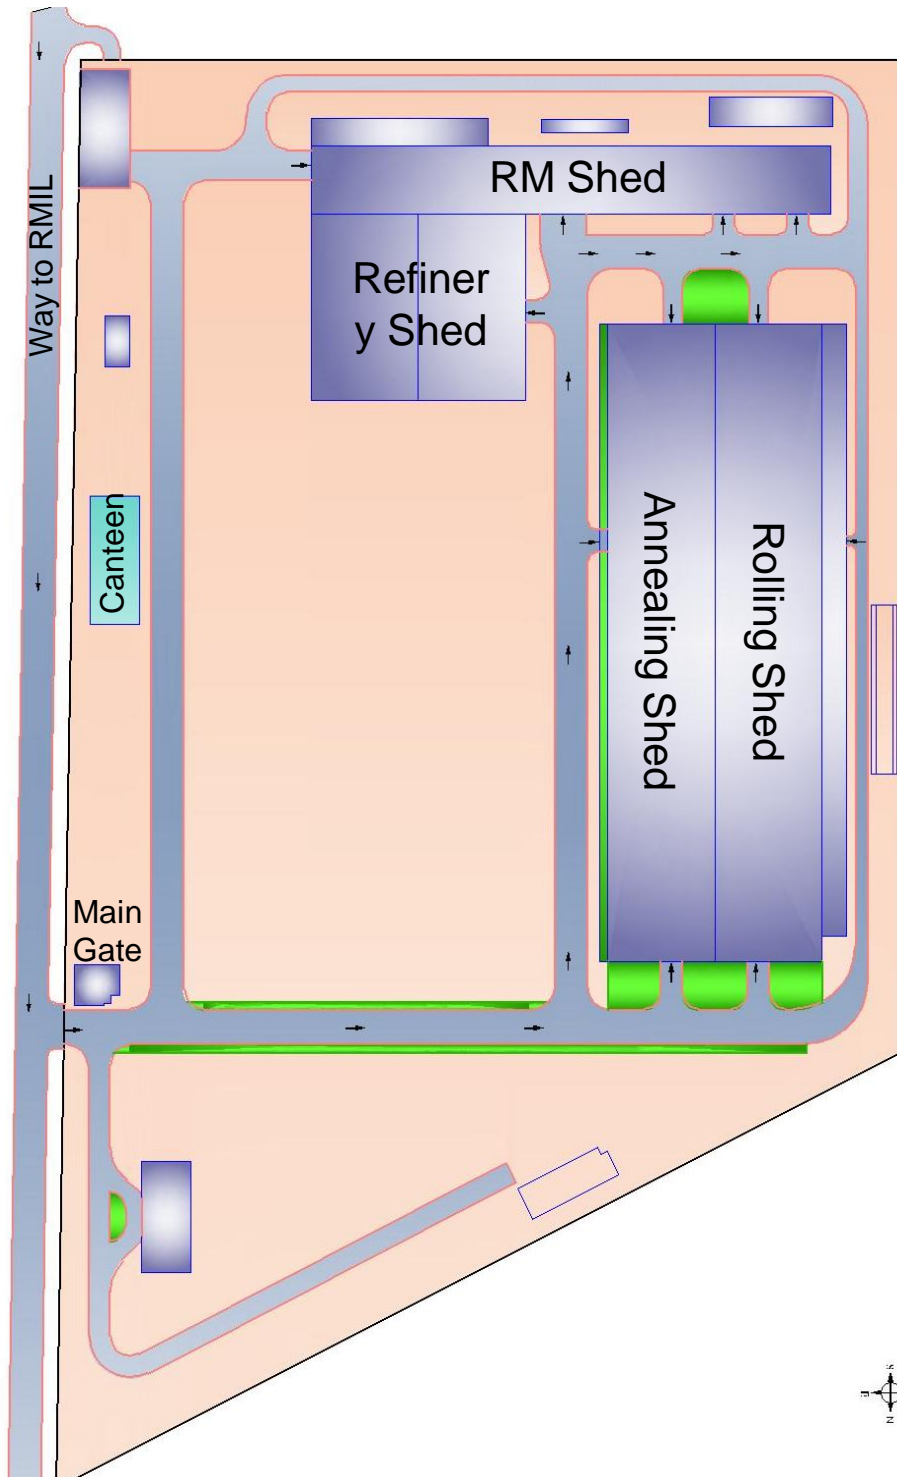 RM Shed
Way to RMIL
Refiner
y Shed
Canteen
Annealing Shed
Rolling Shed
Main
Gate
N